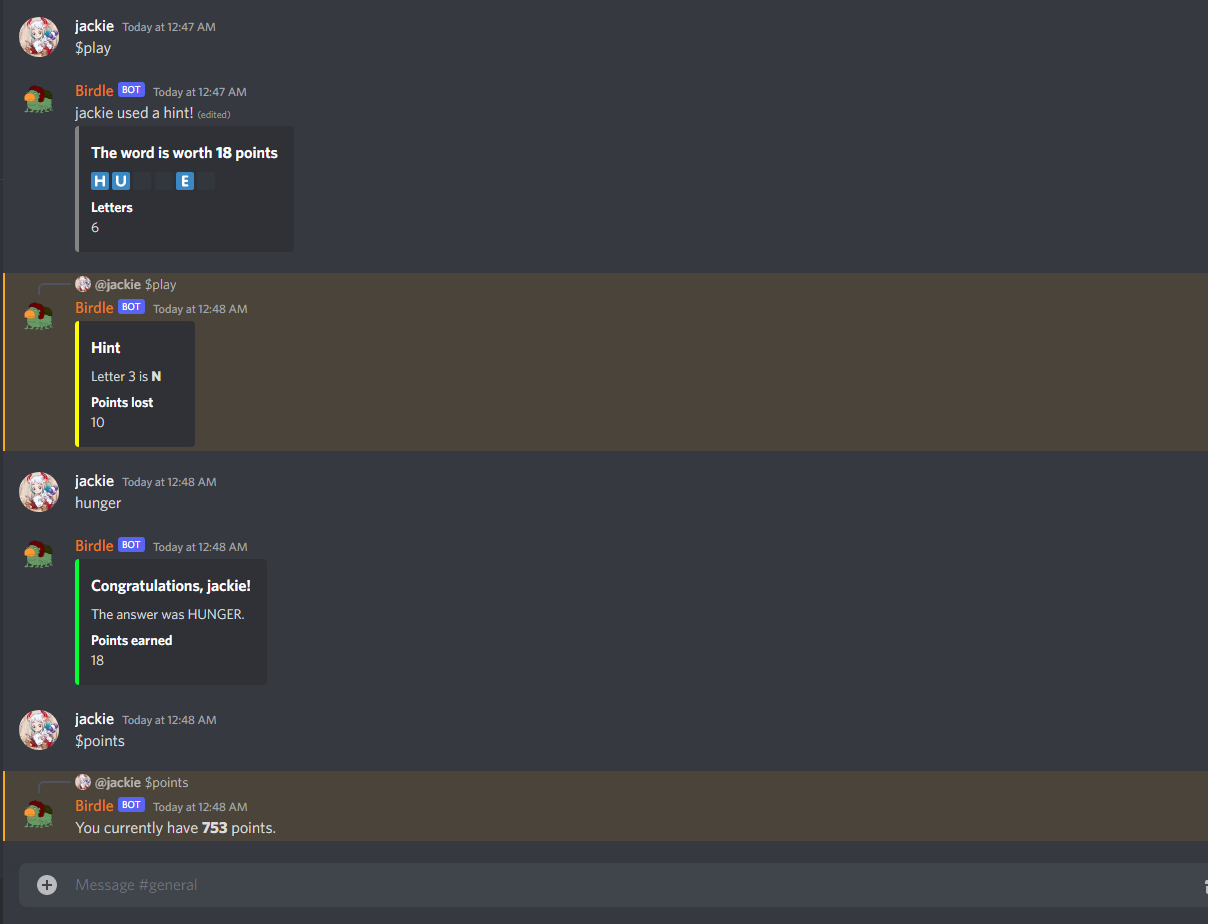 jackie Today at 12:47 AM
$play
Birdle BOT Today at 12:47 AM
jackie used a hint! (edited)
The word is worth 18 points
H U E
Letters
6
@jackie $play
Birdle BOT Today at 12:48 AM
Hint
Letter 3 is N
Points lost
10
jackie Today at 12:48 AM
hunger
Birdle BOT Today at 12:48 AM
Congratulations, jackie!
The answer was HUNGER.
Points earned
18
jackie Today at 12:48 AM
$points
@jackie $points
Birdle BOT Today at 12:48 AM
You currently have 753 points.
Message #general